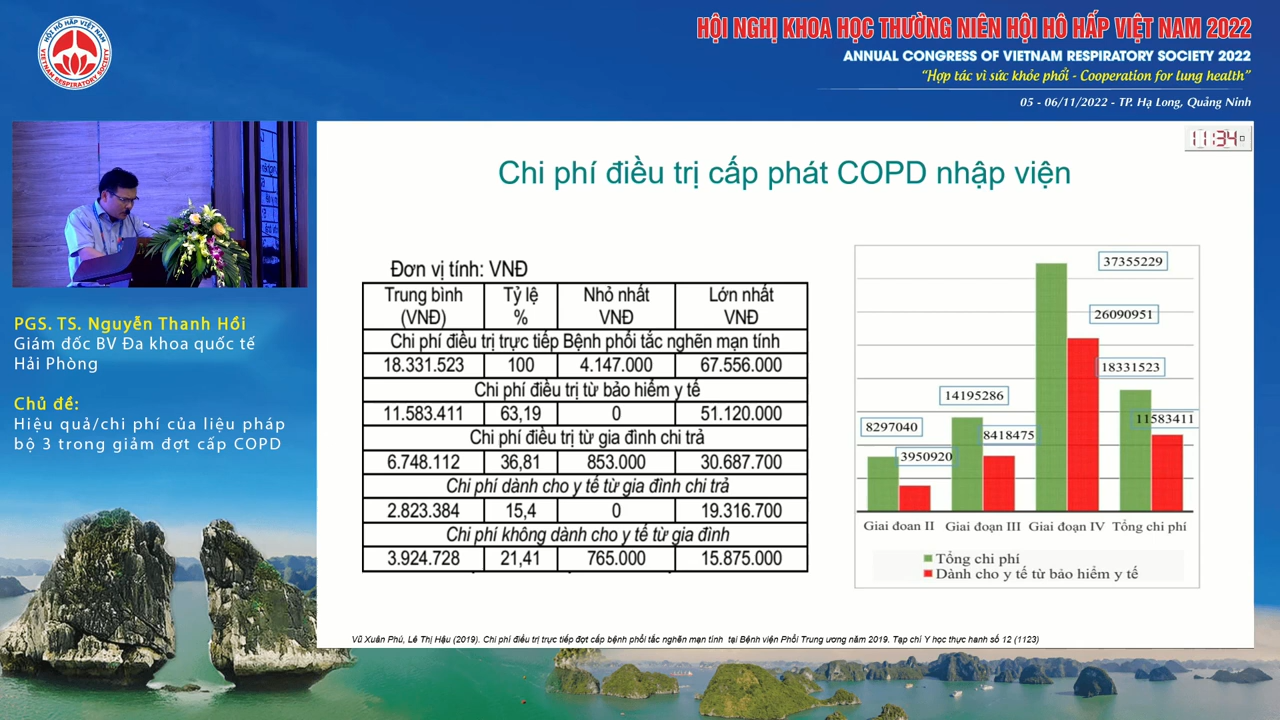 HỘI HÔ HẤP VIỆT NAM
VIETNAM RESPIRATORY SOCIETY
HỘI NGHỊ KHOA HỌC THƯỜNG NIÊN HỘI HÔ HẤP VIỆT NAM 2022
ANNUAL CONGRESS OF VIETNAM RESPIRATORY SOCIETY 2022
“Hợp tác vì sức khỏe phổi - Cooperation for lung health”
05 - 06/11/2022 - TP. Hạ Long, Quảng Ninh
PGS. TS. Nguyễn Thanh Hồi
Giám đốc BV Đa khoa quốc tế
Hải Phòng
Chủ đề:
Hiệu quả/chi phí của liệu pháp
bộ 3 trong giảm đợt cấp COPD
11:34
Chi phí điều trị cấp phát COPD nhập viện
Đơn vị tính: VNĐ
Trung bình (VNĐ) Tỷ lệ % Nhỏ nhất VNĐ Lớn nhất VNĐ
Chi phí điều trị trực tiếp Bệnh phổi tắc nghẽn mạn tính
18.331.523 100 4.147.000 67.556.000
Chi phí điều trị từ bảo hiểm y tế
11.583.411 63,19 0 51.120.000
Chi phí điều trị từ gia đình chi trả
6.748.112 36,81 853.000 30.687.700
Chi phí dành cho y tế từ gia đình chi trả
2.823.384 15,4 0 19.316.700
Chi phí không dành cho y tế từ gia đình
3.924.728 21,41 765.000 15.875.000
37355229
26090951
18331523
14195286
11583411
8297040
8418475
3950920
Giai đoan II Giai đoạn III Giai đoạn IV Tổng chi phí
Tổng chi phí
Dành cho y tế từ bảo hiểm y tế
Vũ Xuân Phú, Lê Thị Hậu (2019). Chi phí điều trị trực tiếp đợt cấp bệnh phổi tắc nghẽn mạn tính tại Bệnh viện Phổi Trung ương năm 2019. Tạp chí Y học thực hanh số 12 (1123)